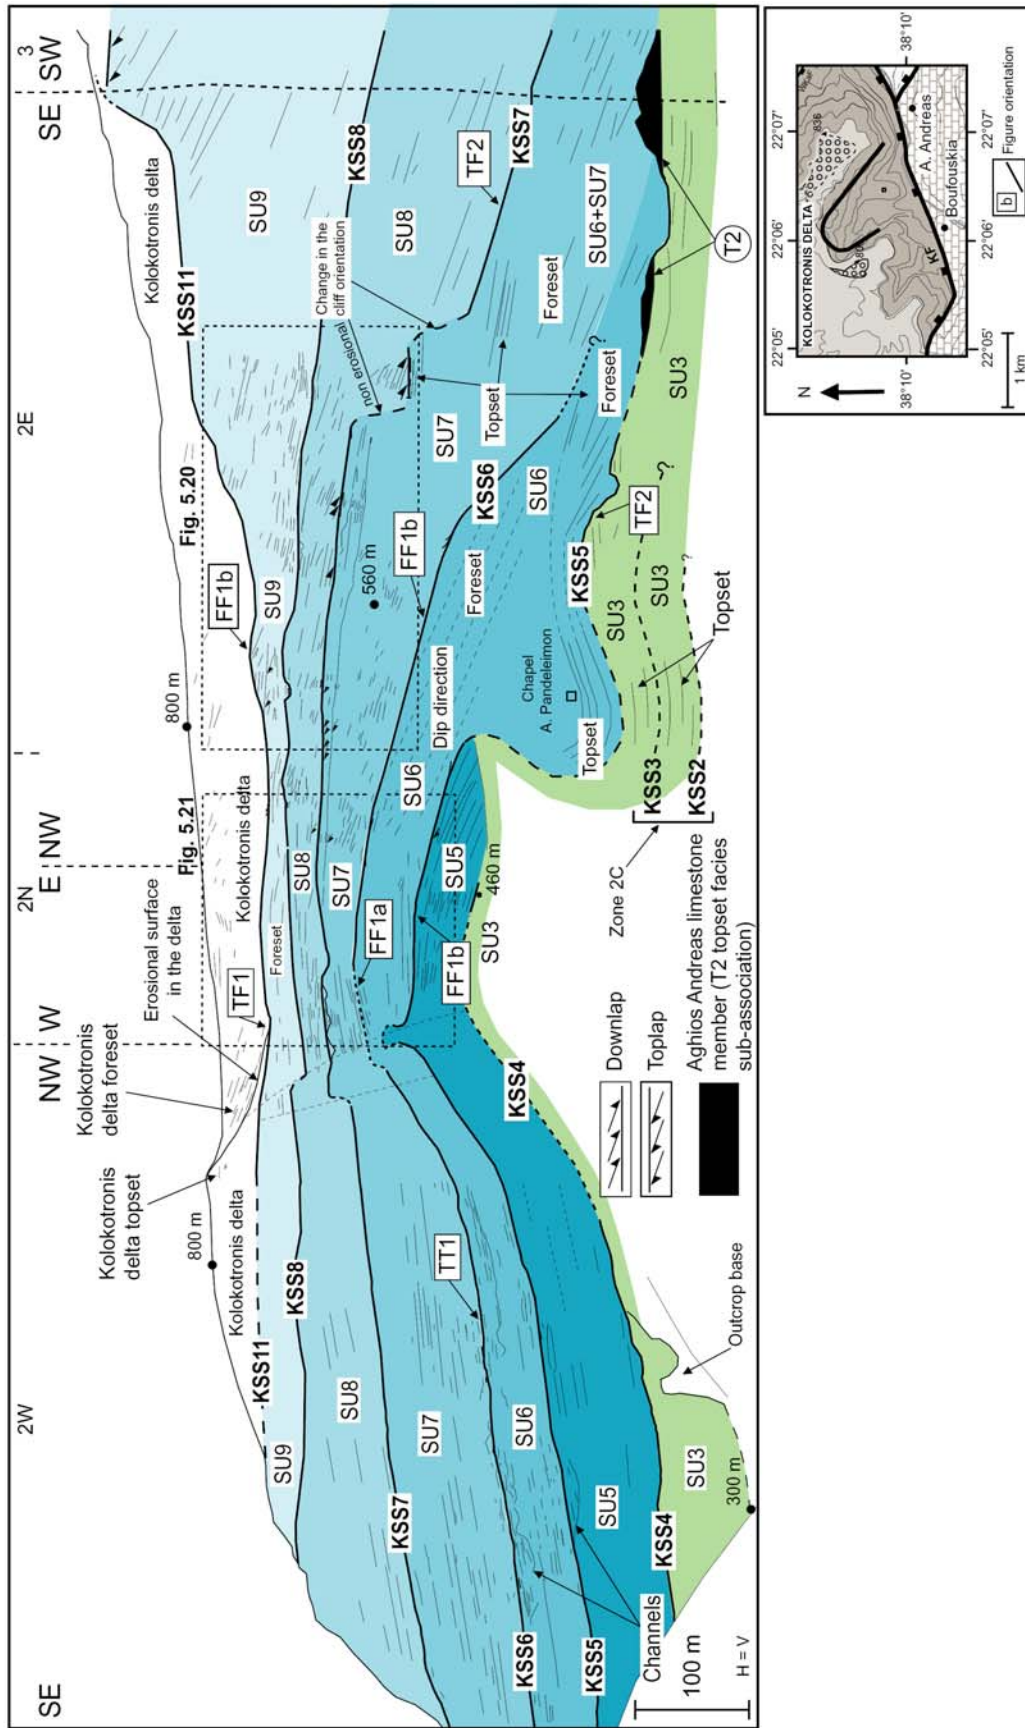 SE
2W
NW
W
2N
E
NW
2E
SE
3
SW
800 m
Kolokotronis delta
Kolokotronis
delta topset
Kolokotronis
delta foreset
Erosional surface
in the delta
TF1
Kolokotronis delta
Fig. 5.21
800 m
FF1b
Fig. 5.20
Kolokotronis delta
KSS11
SU9
KSS8
KSS11
Foreset
SU9
KSS11
SU9
SU8
KSS7
SU8
SU7
560 m
non erosional
Change in the
cliff orientation
KSS8
SU8
TF2
KSS7
SU7
TT1
FF1a
SU6
Dip direction
FF1b
KSS6
SU7
Topset
Foreset
SU6+SU7
KSS6
SU6
KSS5
Channels
SU5
FF1b
SU5
Foreset
SU6
Foreset
?
T2
KSS4
KSS4
SU3
460 m
Chapel
A. Pandeleimon
Topset
KSS5
TF2
SU3
SU3
SU3
?
?
Topset
KSS3
KSS2
Zone 2C
SU3
300 m
Outcrop base
100 m
H = V
Downlap
Toplap
Aghios Andreas limestone
member (T2 topset facies
sub-association)
N
KOLOKOTRONIS DELTA
836
KF
A. Andreas
Boufouskia
38°10'
38°10'
22°05'
22°06'
22°07'
22°05'
22°06'
22°07'
1 km
b
Figure orientation